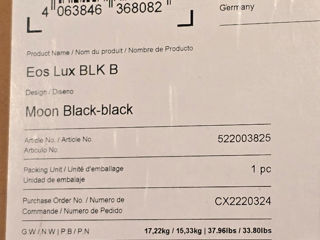 4 063846 368082
Germany
Product Name / Nom du produit / Nombre de Producto
Eos Lux BLK B
Design / Diseno
Moon Black-black
Article No. / Article No. 522003825
Articulo No.
Packing Unit / Unité d'emballage 1 pc
Unidad de embalaje
Purchase Order No. / Numero de CX2220324
Commande / Numero de Pedido
G.W / N.W | P.B / P.N 17,22kg / 15,33kg | 37.96lbs / 33.80lbs